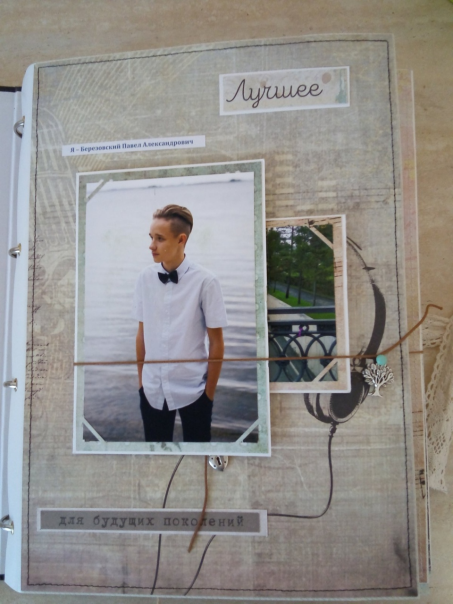 Лучшее
Я - Березовский Павел Александрович
для будущих поколений